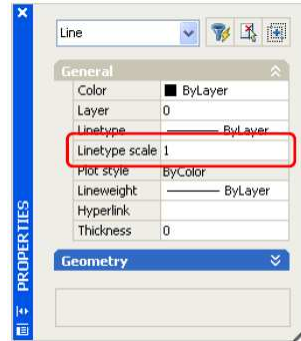 Line
General
Color ByLayer
Layer 0
Linetype ByLayer
Linetype scale 1
Plot style ByColor
Lineweight ByLayer
Hyperlink
Thickness 0
Geometry
PROPERTIES